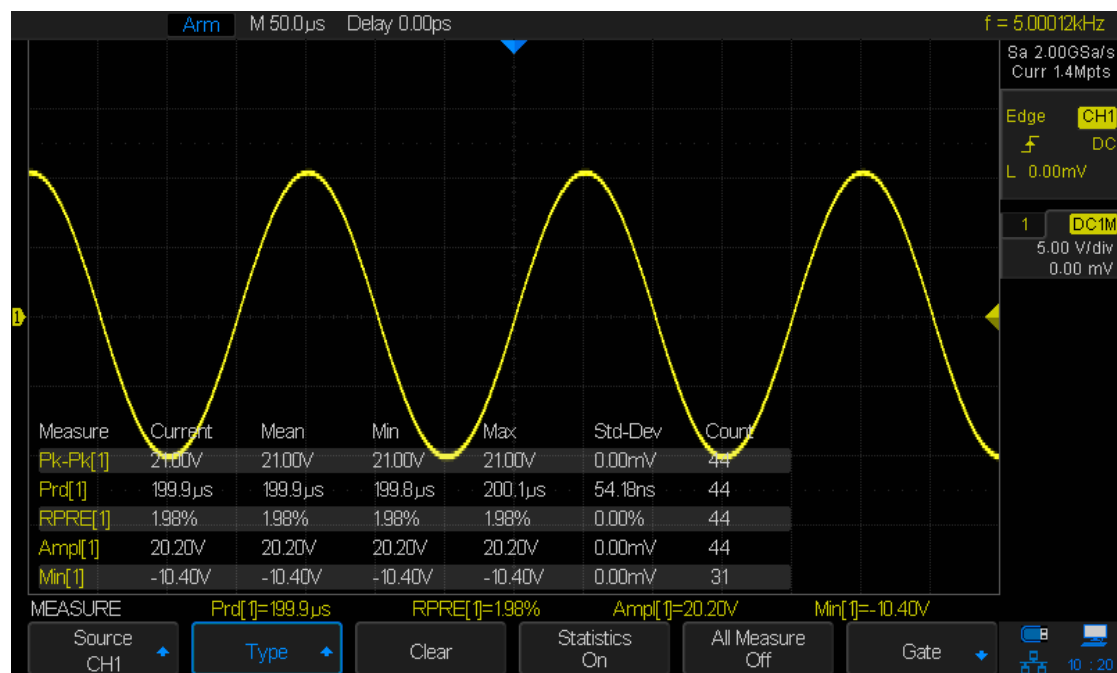 Arm M 50.0µs Delay 0.00ps f = 5.00012kHz
Sa 2.00GSa/s
Curr 1.4Mpts
Edge CH1
DC
L 0.00mV
1 DC1M
5.00 V/div
0.00 mV
1
Measure Current Mean Min Max Std-Dev Count
Pk-Pk[1] 21.00V 21.00V 21.00V 21.00V 0.00mV 44
Prd[1] 199.9µs 199.9µs 199.8µs 200.1µs 54.18ns 44
RPRE[1] 1.98% 1.98% 1.98% 1.98% 0.00% 44
Ampl[1] 20.20V 20.20V 20.20V 20.20V 0.00mV 44
Min[1] -10.40V -10.40V -10.40V -10.40V 0.00mV 31
MEASURE Prd[1]=199.9µs RPRE[1]=1.98% Ampl[1]=20.20V Min[1]=-10.40V
Source
CH1
Type
Clear
Statistics
On
All Measure
Off
Gate
10 : 20